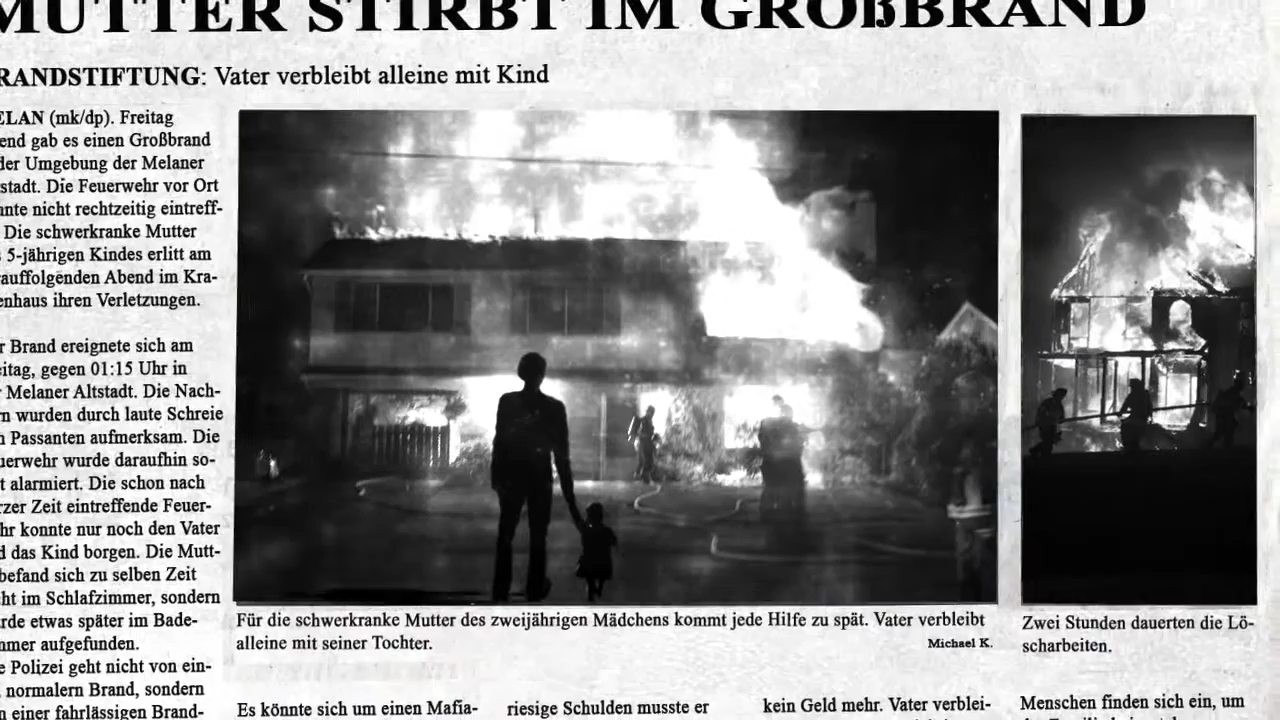 MUTTER STIRBT IM GROßBRAND
RANDSTIFTUNG: Vater verbleibt alleine mit Kind
ELAN (mk/dp). Freitag
end gab es einen Großbrand
der Umgebung der Melaner
stadt. Die Feuerwehr vor Ort
nnte nicht rechtzeitig eintreff-
Die schwerkranke Mutter
5-jährigen Kindes erlitt am
rauffolgenden Abend im Kra-
enhaus ihren Verletzungen.
r Brand ereignete sich am
eitag, gegen 01:15 Uhr in
r Melaner Altstadt. Die Nach-
rn wurden durch laute Schreie
n Passanten aufmerksam. Die
uerwehr wurde daraufhin so-
t alarmiert. Die schon nach
rzer Zeit eintreffende Feuer-
hr konnte nur noch den Vater
d das Kind borgen. Die Mutt-
befand sich zu selben Zeit
ht im Schlafzimmer, sondern
rde etwas später im Bade-
mmer aufgefunden.
e Polizei geht nicht von ein-
normalern Brand, sondern
n einer fahrlässigen Brand-
Für die schwerkranke Mutter des zweijährigen Mädchens kommt jede Hilfe zu spät. Vater verbleibt
alleine mit seiner Tochter.
Michael K.
Zwei Stunden dauerten die Lö-
scharbeiten.
Es könnte sich um einen Mafia-
riesige Schulden musste er
kein Geld mehr. Vater verblei-
Menschen finden sich ein, um